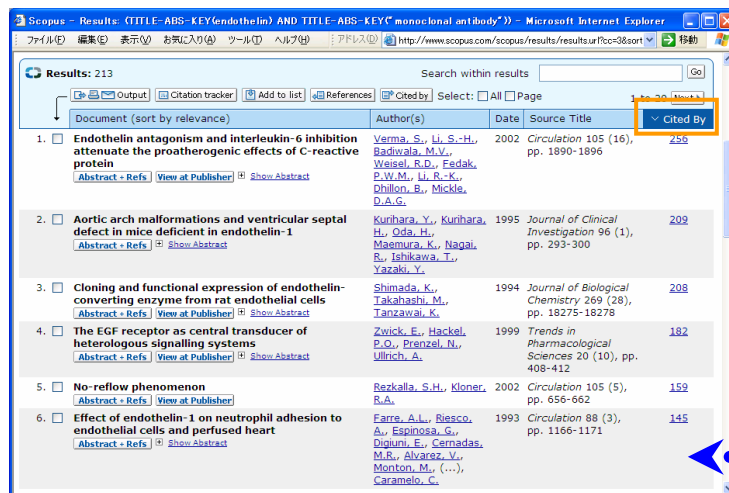 Scopus - Results: (TITLE-ABS-KEY(endothelin) AND TITLE-ABS-KEY("monoclonal antibody")) - Microsoft Internet Explorer
ファイル(F) 編集(E) 表示(V) お気に入り(A) ツール(T) ヘルプ(H) アドレス(D) http://www.scopus.com/scopus/results/results.url?cc=3&sort 移動
Results: 213 Search within results Go
Output Citation tracker Add to list References Cited by Select: All Page 1 to 20 Next
Document (sort by relevance) Author(s) Date Source Title Cited By
1. Endothelin antagonism and interleukin-6 inhibition Verma, S., Li, S.-H., 2002 Circulation 105 (16), 256
attenuate the proatherogenic effects of C-reactive Badiwala, M.V., pp. 1890-1896
protein Weisel, R.D., Fedak,
Abstract + Refs View at Publisher Show Abstract P.W.M., Li, R.-K.,
Dhillon, B., Mickle,
D.A.G.
2. Aortic arch malformations and ventricular septal Kurihara, Y., Kurihara, 1995 Journal of Clinical 209
defect in mice deficient in endothelin-1 H., Oda, H., Investigation 96 (1),
Abstract + Refs Show Abstract Maemura, K., Nagai, pp. 293-300
R., Ishikawa, T.,
Yazaki, Y.
3. Cloning and functional expression of endothelin- Shimada, K., 1994 Journal of Biological 208
converting enzyme from rat endothelial cells Takahashi, M., Chemistry 269 (28),
Abstract + Refs View at Publisher Show Abstract Tanzawai, K. pp. 18275-18278
4. The EGF receptor as central transducer of Zwick, E., Hackel, 1999 Trends in 182
heterologous signalling systems P.O., Prenzel, N., Pharmacological
Abstract + Refs View at Publisher Show Abstract Ullrich, A. Sciences 20 (10), pp.
408-412
5. No-reflow phenomenon Rezkalla, S.H., Kloner, 2002 Circulation 105 (5), 159
Abstract + Refs View at Publisher R.A. pp. 656-662
6. Effect of endothelin-1 on neutrophil adhesion to Farre, A.L., Riesco, 1993 Circulation 88 (3), 145
endothelial cells and perfused heart A., Espinosa, G., pp. 1166-1171
Abstract + Refs Show Abstract Digiuni, E., Cernadas,
M.R., Alvarez, V.,
Monton, M., (...),
Caramelo, C.